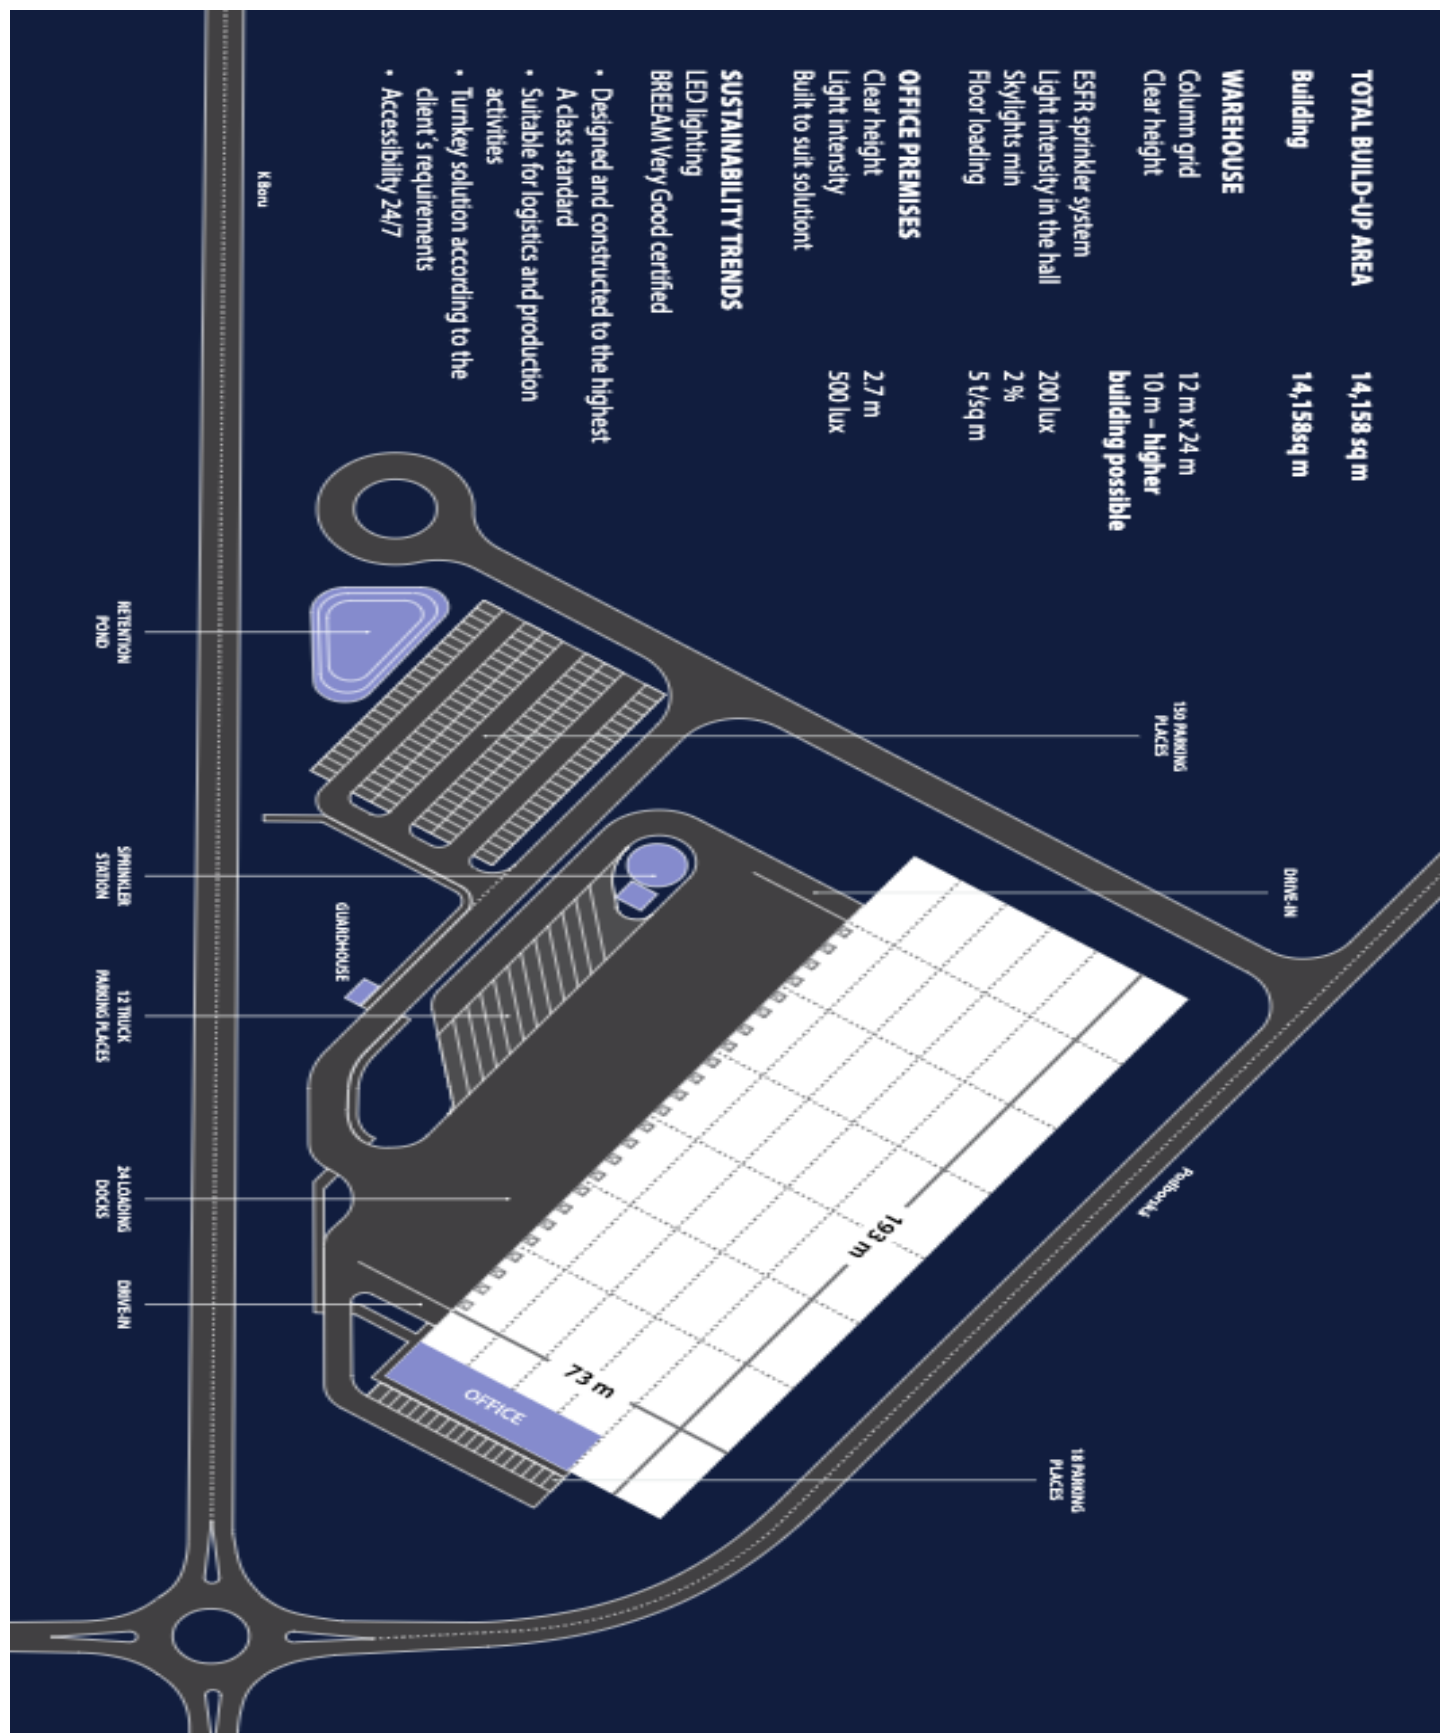 TOTAL BUILD-UP AREA 14,158 sq m
Building 14,158sq m
WAREHOUSE
Column grid 12 m x 24 m
Clear height 10 m – higher
building possible
ESFR sprinkler system
Light intensity in the hall 200 lux
Skylights min 2 %
Floor loading 5 t/sq m
OFFICE PREMISES
Clear height 2.7 m
Light intensity 500 lux
Built to suit solutiont
SUSTAINABILITY TRENDS
LED lighting
BREEAM Very Good certified
• Designed and constructed to the highest
A class standard
• Suitable for logistics and production
activities
• Turnkey solution according to the
client's requirements
• Accessiblity 24/7
150 PARKING
PLACES
DRIVE-IN
Podborská
18 PARKING
PLACES
193 m
73 m
OFFICE
GUARDHOUSE
K Boru
RETENTION
POND
SPRINKLER
STATION
12 TRUCK
PARKING PLACES
24 LOADING
DOCKS
DRIVE-IN